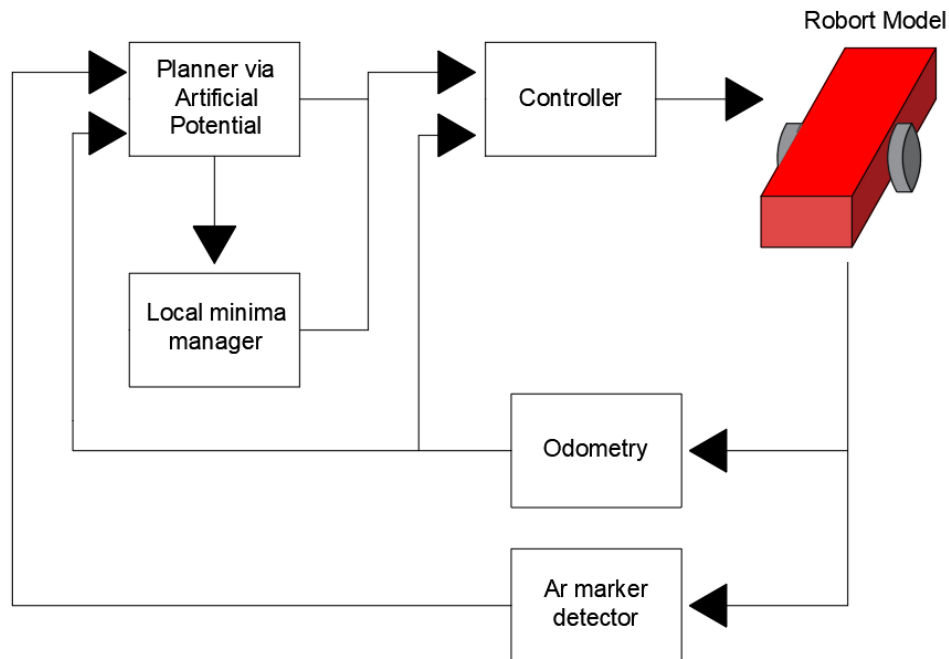 Robort Model
Planner via
Artificial
Potential
Controller
Local minima
manager
Odometry
Ar marker
detector